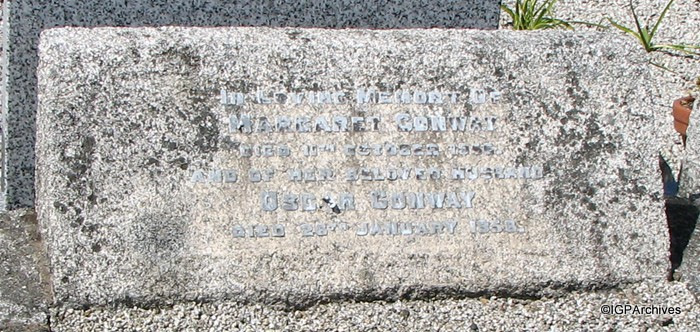 IN LOVING MEMORY OF
MARGARET CONWAY
DIED 11TH OCTOBER
AND OF HER BELOVED HUSBAND
OSCAR CONWAY
DIED 26TH JANUARY
©IGPArchives